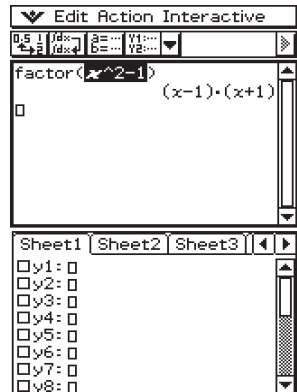 Edit Action Interactive
factor(x^2-1)
(x-1)·(x+1)
Sheet1 Sheet2 Sheet3
y1:
y2:
y3:
y4:
y5:
y6:
y7:
y8: